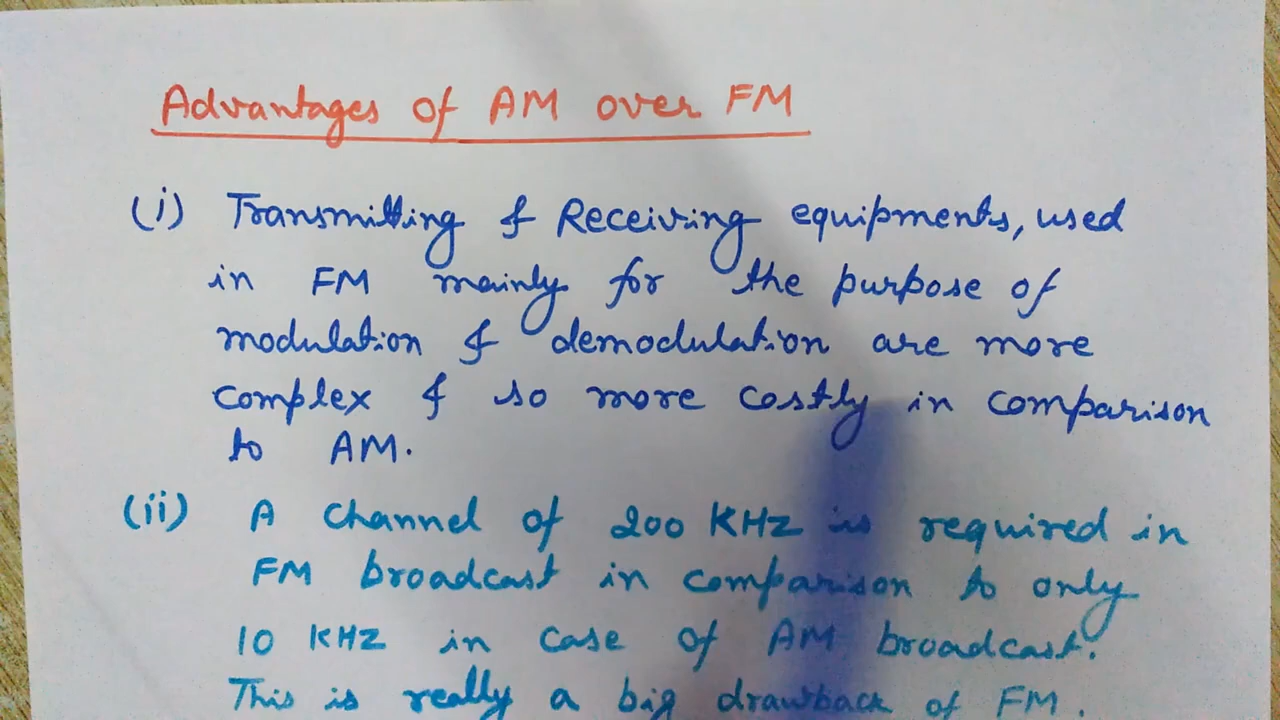 Advantages of AM over FM
(i) Transmitting & Receiving equipments, used
in FM mainly for the purpose of
modulation & demodulation are more
complex & so more costly in comparison
to AM.
(ii) A channel of 200 KHz is required in
FM broadcast in comparison to only
10 KHz in case of AM broadcast.
This is really a big drawback of FM.